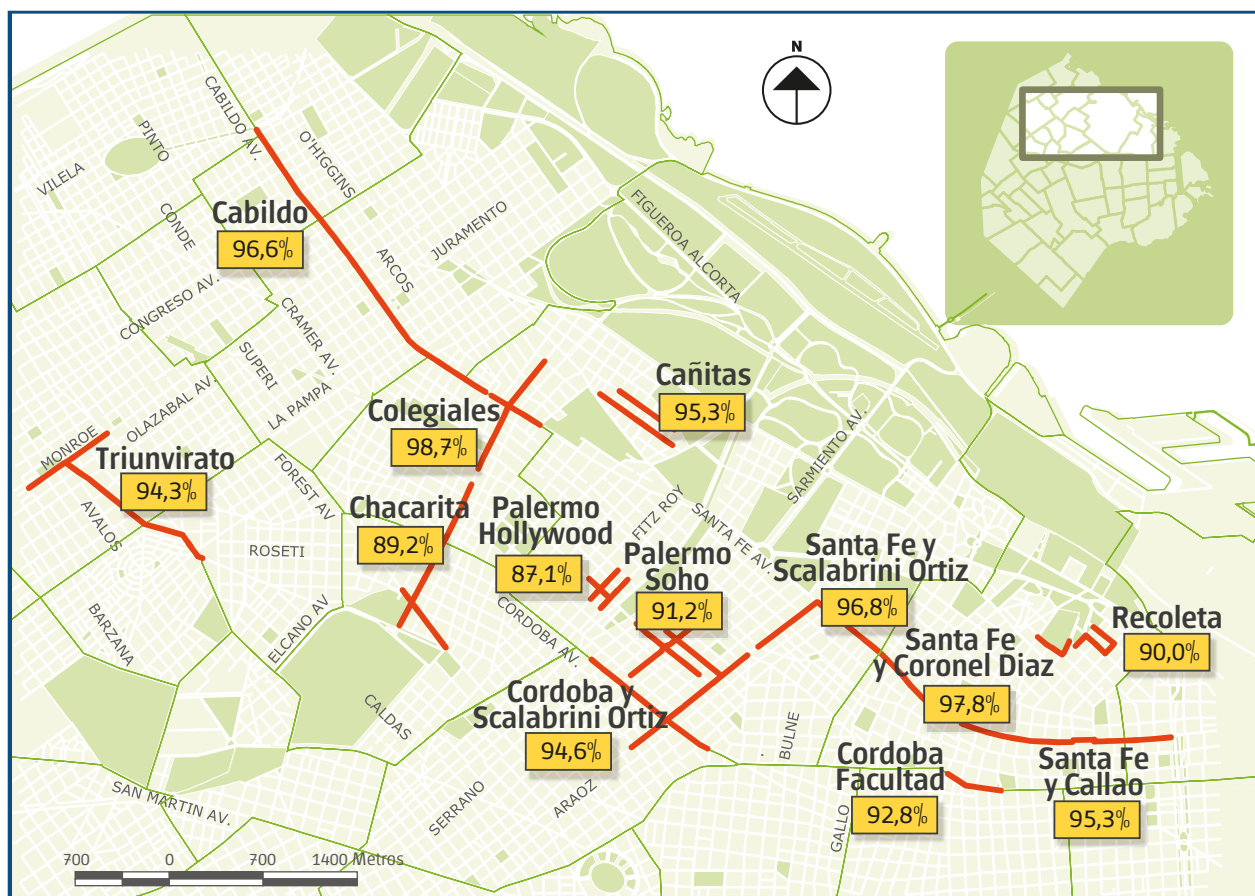 N
CABILDO AV.
O'HIGGINS
PINTO
VILELA
CONDE
Cabildo
96,6%
JURAMENTO
ARCOS
FIGUEROA ALCORTA
CONGRESO AV.
CRAMER AV.
SUPERI
LA PAMPA
OLAZABAL AV.
MONROE
Cañitas
95,3%
Colegiales
98,7%
SARMIENTO AV.
Triunvirato
94,3%
AVALOS
FOREST AV
ROSETI
Chacarita
89,2%
Palermo
Hollywood
87,1%
FITZ ROY
SANTA FE AV.
Palermo
Soho
91,2%
Santa Fe y
Scalabrini Ortiz
96,8%
Recoleta
90,0%
Santa Fe
y Coronel Diaz
97,8%
BARZANA
ELCANO AV
CORDOBA AV.
CALDAS
Cordoba y
Scalabrini Ortiz
94,6%
BULNE
Cordoba
Facultad
92,8%
Santa Fe
y Callao
95,3%
SAN MARTIN AV.
SERRANO
ARAOZ
GALLO
700 0 700 1400 Metros